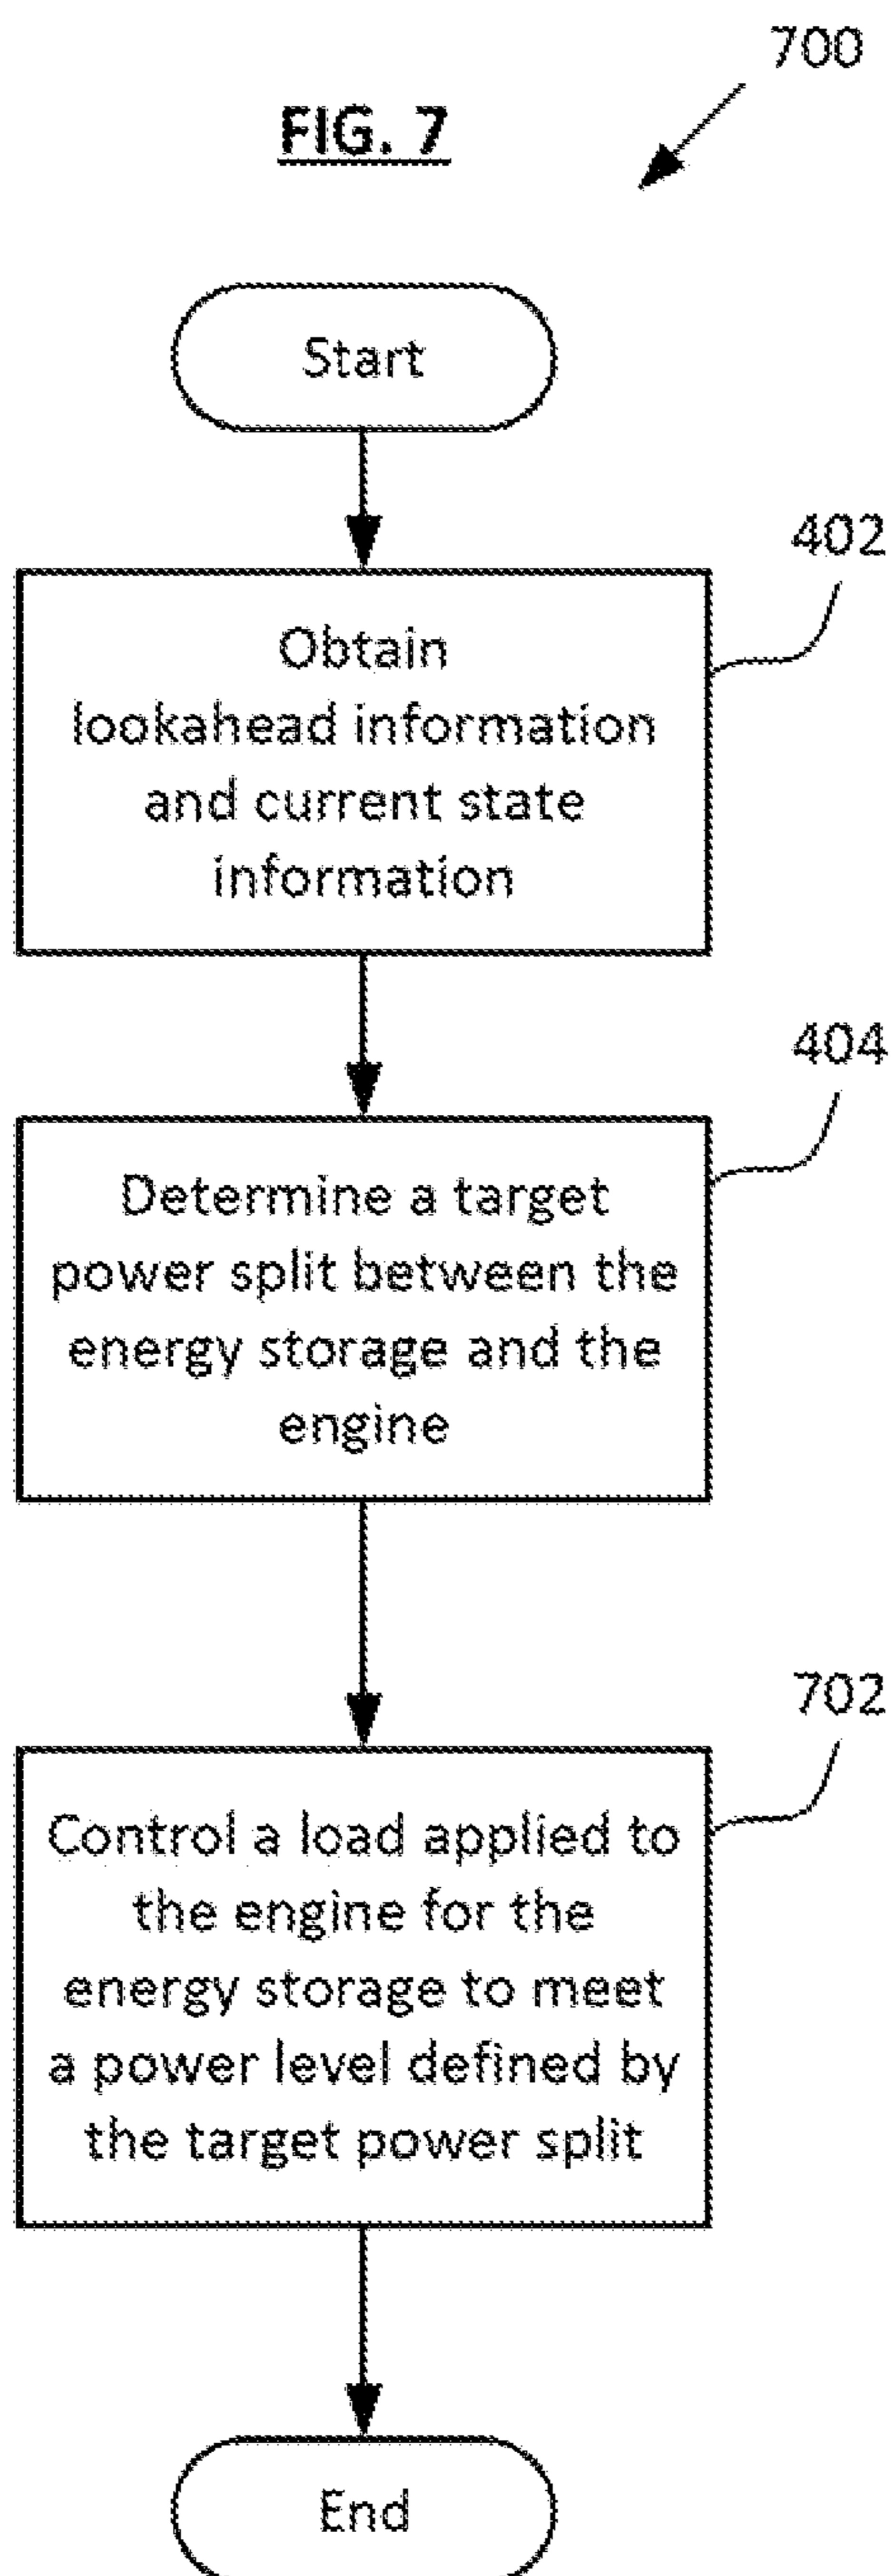 700
FIG. 7
Start
402
Obtain
lookahead information
and current state
information
404
Determine a target
power split between the
energy storage and the
engine
702
Control a load applied to
the engine for the
energy storage to meet
a power level defined by
the target power split
End